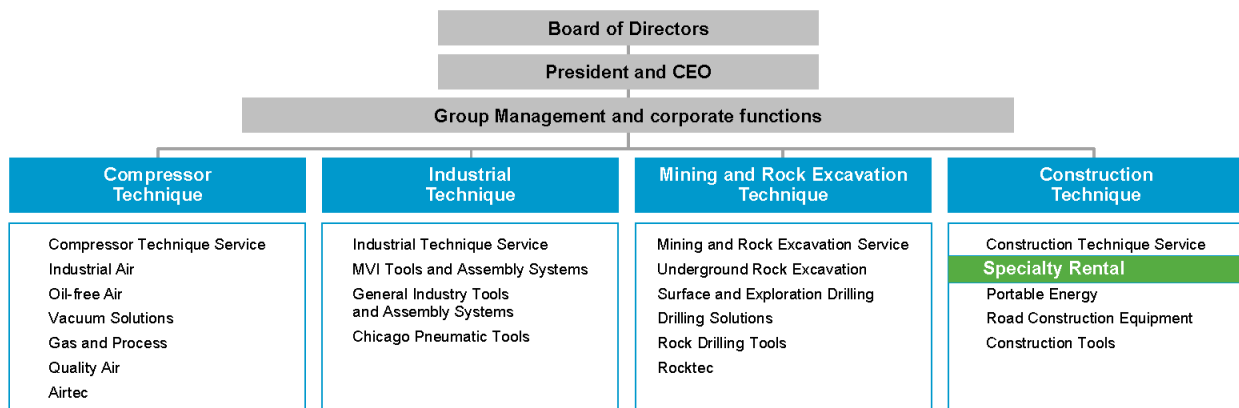 Board of Directors
President and CEO
Group Management and corporate functions
Compressor
Technique
Compressor Technique Service
Industrial Air
Oil-free Air
Vacuum Solutions
Gas and Process
Quality Air
Airtec
Industrial
Technique
Industrial Technique Service
MVI Tools and Assembly Systems
General Industry Tools
and Assembly Systems
Chicago Pneumatic Tools
Mining and Rock Excavation
Technique
Mining and Rock Excavation Service
Underground Rock Excavation
Surface and Exploration Drilling
Drilling Solutions
Rock Drilling Tools
Rocktec
Construction
Technique
Construction Technique Service
Specialty Rental
Portable Energy
Road Construction Equipment
Construction Tools